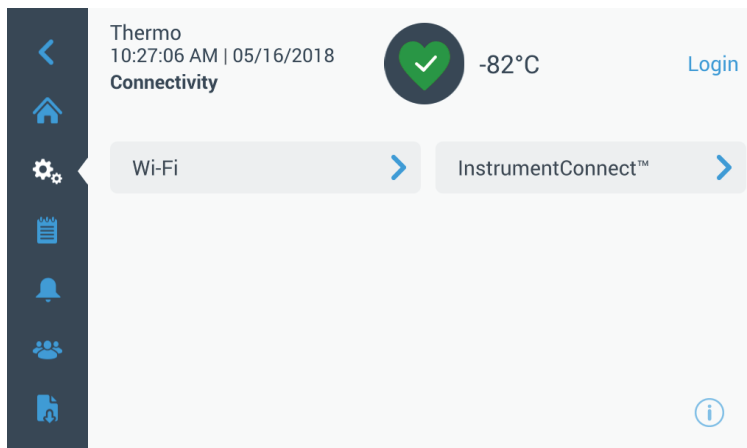 Thermo
10:27:06 AM | 05/16/2018
Connectivity
-82°C
Login
Wi-Fi
InstrumentConnect™